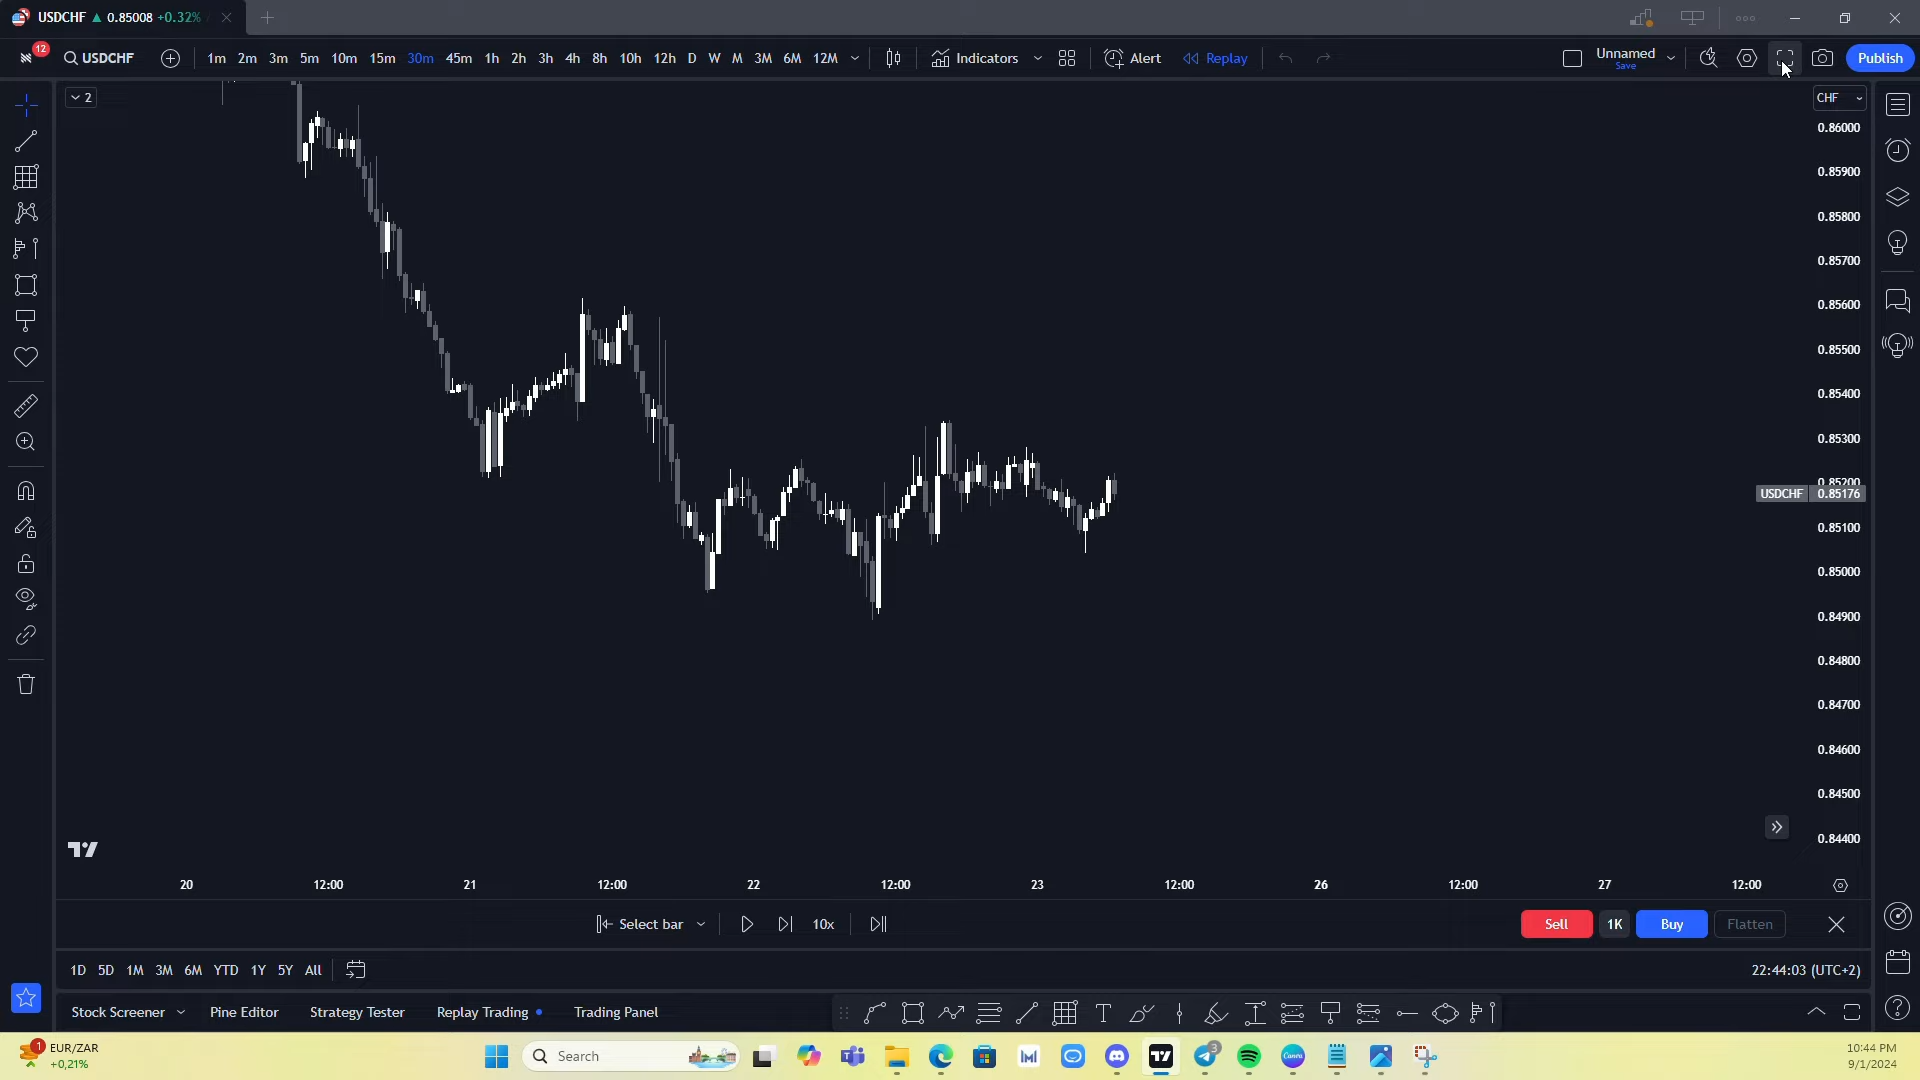 USDCHF ▲ 0.85008 +0.32%
12
USDCHF
1m 2m 3m 5m 10m 15m 30m 45m 1h 2h 3h 4h 8h 10h 12h D W M 3M 6M 12M
Indicators
Alert
Replay
Unnamed
Save
Publish
2
CHF
0.86000
0.85900
0.85800
0.85700
0.85600
0.85500
0.85400
0.85300
0.85200
USDCHF 0.85176
0.85100
0.85000
0.84900
0.84800
0.84700
0.84600
0.84500
0.84400
20 12:00 21 12:00 22 12:00 23 12:00 26 12:00 27 12:00
Select bar 10x Sell 1K Buy Flatten
1D 5D 1M 3M 6M YTD 1Y 5Y All 22:44:03 (UTC+2)
Stock Screener Pine Editor Strategy Tester Replay Trading Trading Panel
1
EUR/ZAR
+0,21%
Search
3
Canva
10:44 PM
9/1/2024